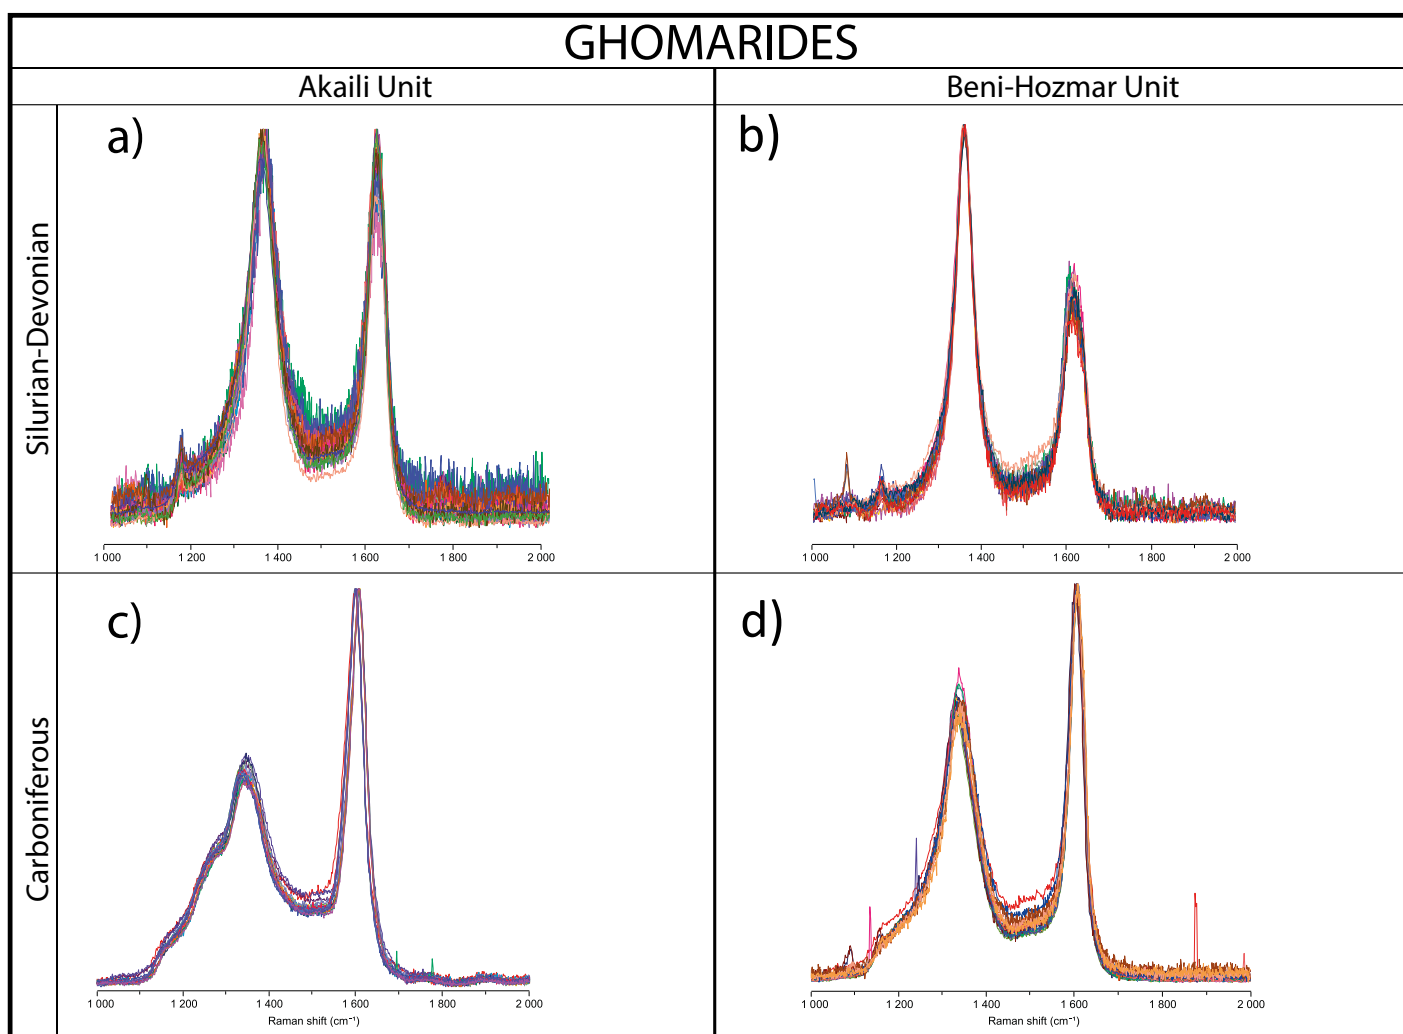 GHOMARIDES
Akaili Unit
Beni-Hozmar Unit
Silurian-Devonian
a)
1 000 1 200 1 400 1 600 1 800 2 000
b)
1 000 1 200 1 400 1 600 1 800 2 000
Carboniferous
c)
1 000 1 200 1 400 1 600 1 800 2 000
Raman shift (cm⁻¹)
d)
1 000 1 200 1 400 1 600 1 800 2 000
Raman shift (cm⁻¹)